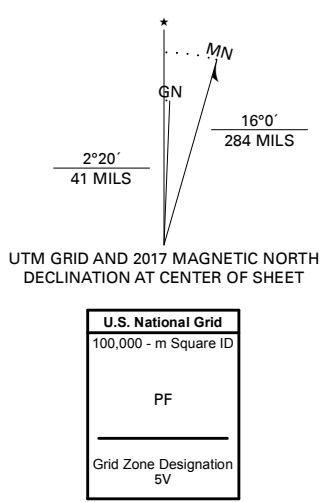 ★
MN
GN
16°0´
284 MILS
2°20´
41 MILS
UTM GRID AND 2017 MAGNETIC NORTH
DECLINATION AT CENTER OF SHEET
U.S. National Grid
100,000 - m Square ID
PF
Grid Zone Designation
5V